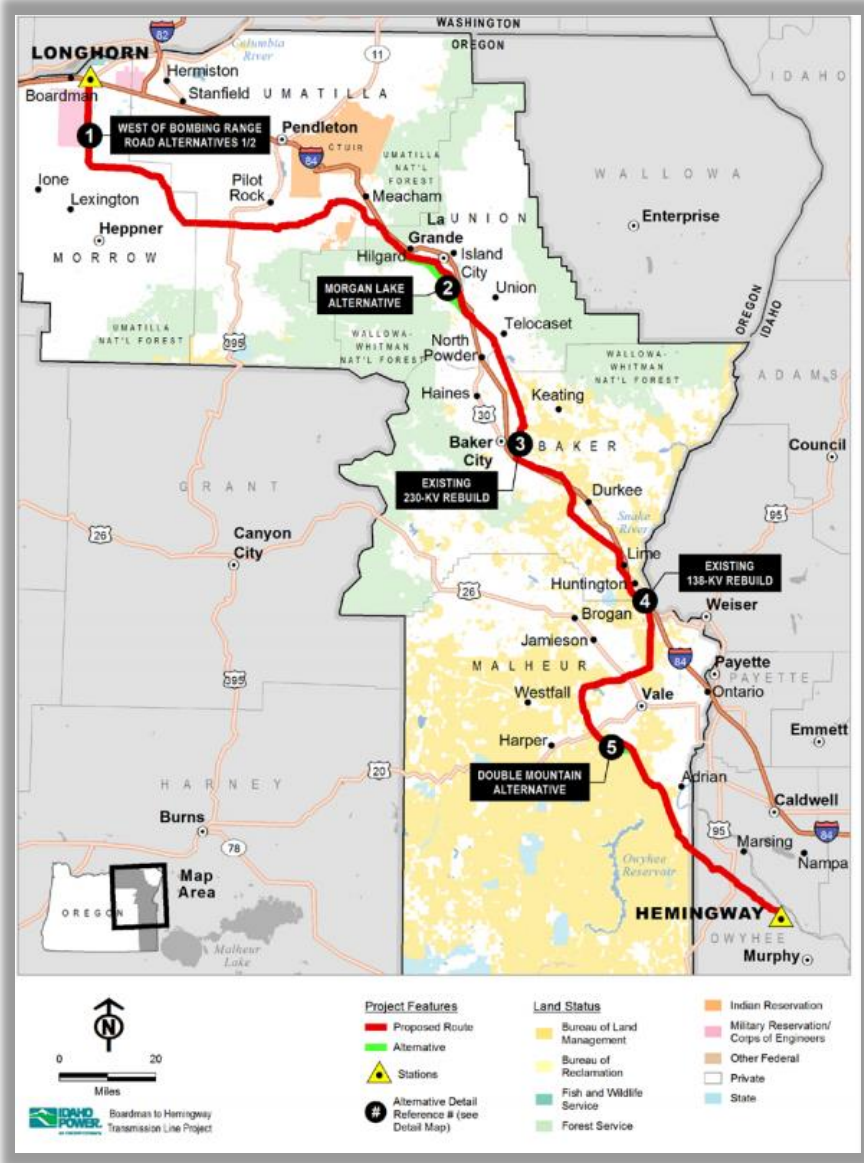 WASHINGTON
OREGON
IDAHO
LONGHORN
82
Columbia
River
11
Boardman
Hermiston
Stanfield
UMATILLA
1
WEST OF BOMBING RANGE
ROAD ALTERNATIVES 1/2
Pendleton
CTUIR
84
UMATILLA
NAT'L FOREST
WALLOWA
Ione
Lexington
Pilot
Rock
Meacham
Heppner
MORROW
La
Grande
UNION
Enterprise
Hilgard
Island
City
MORGAN LAKE
ALTERNATIVE
2
Union
OREGON
IDAHO
UMATILLA
NAT'L FOREST
395
WALLOWA-
WHITMAN
NAT'L FOREST
Telocaset
North
Powder
WALLOWA-
WHITMAN
NAT'L FOREST
ADAMS
Haines
30
Keating
Baker
City
3
BAKER
Council
EXISTING
230-KV REBUILD
GRANT
Durkee
95
26
Canyon
City
Snake
River
Lime
EXISTING
138-KV REBUILD
Huntington
4
26
Brogan
Weiser
Jamieson
84
Payette
PAYETTE
MALHEUR
395
Westfall
Vale
Ontario
Emmett
Harper
5
HARNEY
20
DOUBLE MOUNTAIN
ALTERNATIVE
Adrian
Burns
78
Caldwell
95
84
Marsing
Nampa
Map
Area
Owyhee
Reservoir
OREGON
HEMINGWAY
OWYHEE
Malheur
Lake
Murphy
N
0 20
Miles
IDAHO
POWER
Boardman to Hemingway
Transmission Line Project
Project Features
Proposed Route
Alternative
Stations
#
Alternative Detail
Reference # (see
Detail Map)
Land Status
Bureau of Land
Management
Bureau of
Reclamation
Fish and Wildlife
Service
Forest Service
Indian Reservation
Military Reservation/
Corps of Engineers
Other Federal
Private
State